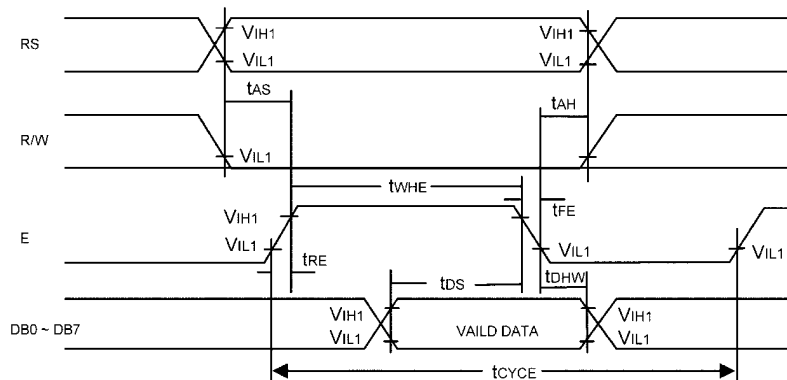 RS
VIH1
VIL1
VIH1
VIL1
tAS
tAH
R/W
VIL1
tWHE
tFE
E
VIH1
VIL1
VIL1
VIL1
tRE
tDS
tDHW
DB0 ~ DB7
VIH1
VIL1
VAILD DATA
VIH1
VIL1
tCYCE